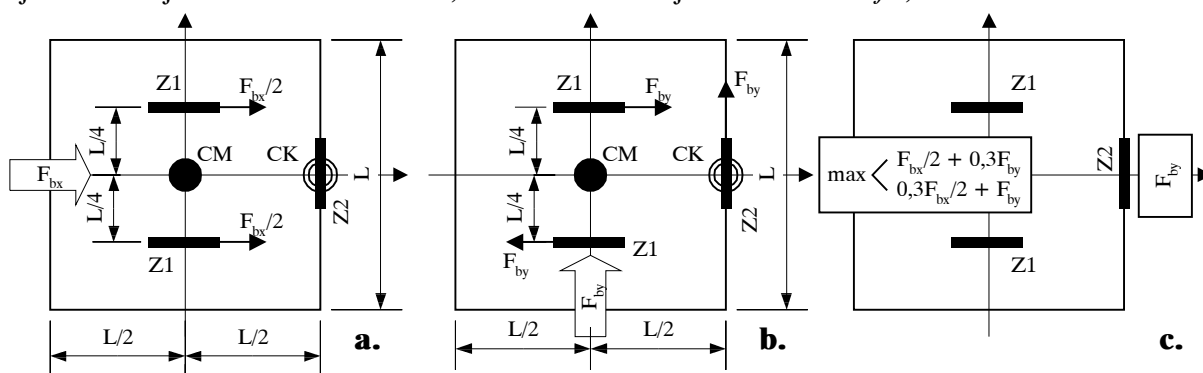 Z1
F_bx/2
L/4
CM
CK
F_bx
L
L/4
F_bx/2
Z2
Z1
L/2
L/2
a.
Z1
F_by
F_by
L/4
CM
CK
L
L/4
Z2
Z1
F_by
F_by
L/2
L/2
b.
Z1
max < F_bx/2 + 0,3F_by
0,3F_bx/2 + F_by
Z2
F_by
Z1
c.